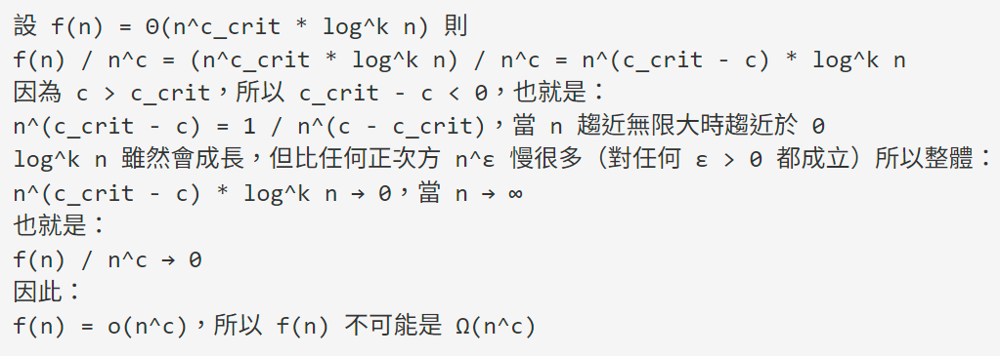 設 f(n) = Θ(n^c_crit * log^k n) 則
f(n) / n^c = (n^c_crit * log^k n) / n^c = n^(c_crit - c) * log^k n
因為 c > c_crit，所以 c_crit - c < 0，也就是：
n^(c_crit - c) = 1 / n^(c - c_crit)，當 n 趨近無限大時趨近於 0
log^k n 雖然會成長，但比任何正次方 n^ε 慢很多（對任何 ε > 0 都成立）所以整體：
n^(c_crit - c) * log^k n → 0，當 n → ∞
也就是：
f(n) / n^c → 0
因此：
f(n) = o(n^c)，所以 f(n) 不可能是 Ω(n^c)